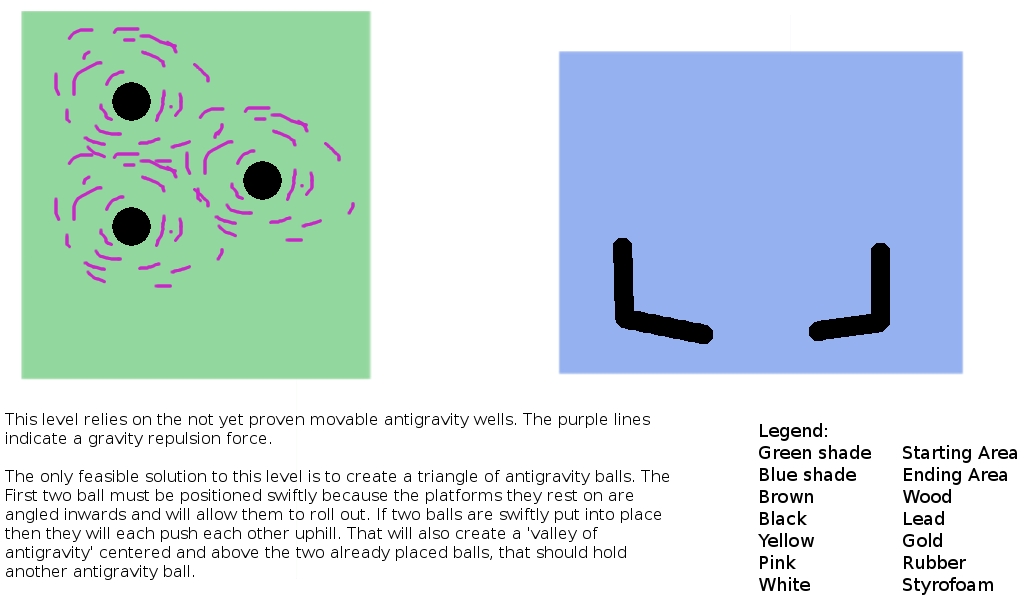 This level relies on the not yet proven movable antigravity wells. The purple lines
indicate a gravity repulsion force.
The only feasible solution to this level is to create a triangle of antigravity balls. The
First two ball must be positioned swiftly because the platforms they rest on are
angled inwards and will allow them to roll out. If two balls are swiftly put into place
then they will each push each other uphill. That will also create a 'valley of
antigravity' centered and above the two already placed balls, that should hold
another antigravity ball.
Legend:
Green shade Starting Area
Blue shade Ending Area
Brown Wood
Black Lead
Yellow Gold
Pink Rubber
White Styrofoam